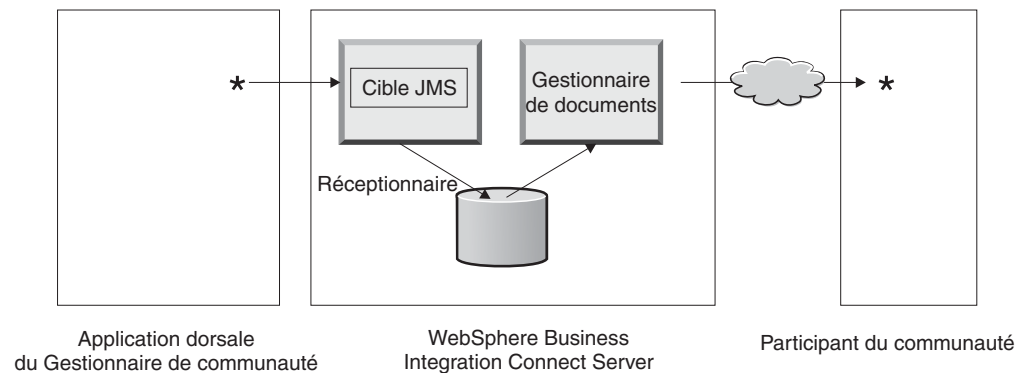 Cible JMS
Gestionnaire
de documents
Réceptionnaire
Application dorsale
du Gestionnaire de communauté
WebSphere Business
Integration Connect Server
Participant du communauté